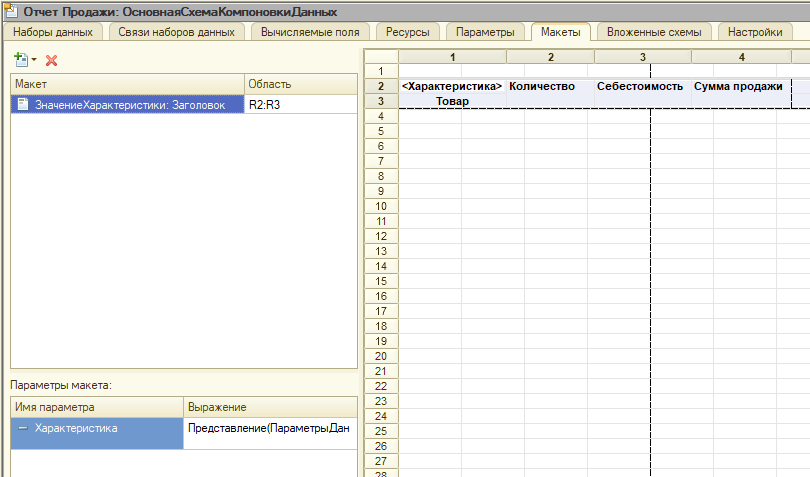 Отчет Продажи: ОсновнаяСхемаКомпоновкиДанных
Наборы данных Связи наборов данных Вычисляемые поля Ресурсы Параметры Макеты Вложенные схемы Настройки
Макет Область
ЗначениеХарактеристики: Заголовок R2:R3
Параметры макета:
Имя параметра Выражение
Характеристика Представление(ПараметрыДан
1 2 3 4
1
2 <Характеристика> Количество Себестоимость Сумма продажи
3 Товар
4
5
6
7
8
9
10
11
12
13
14
15
16
17
18
19
20
21
22
23
24
25
26
27
28